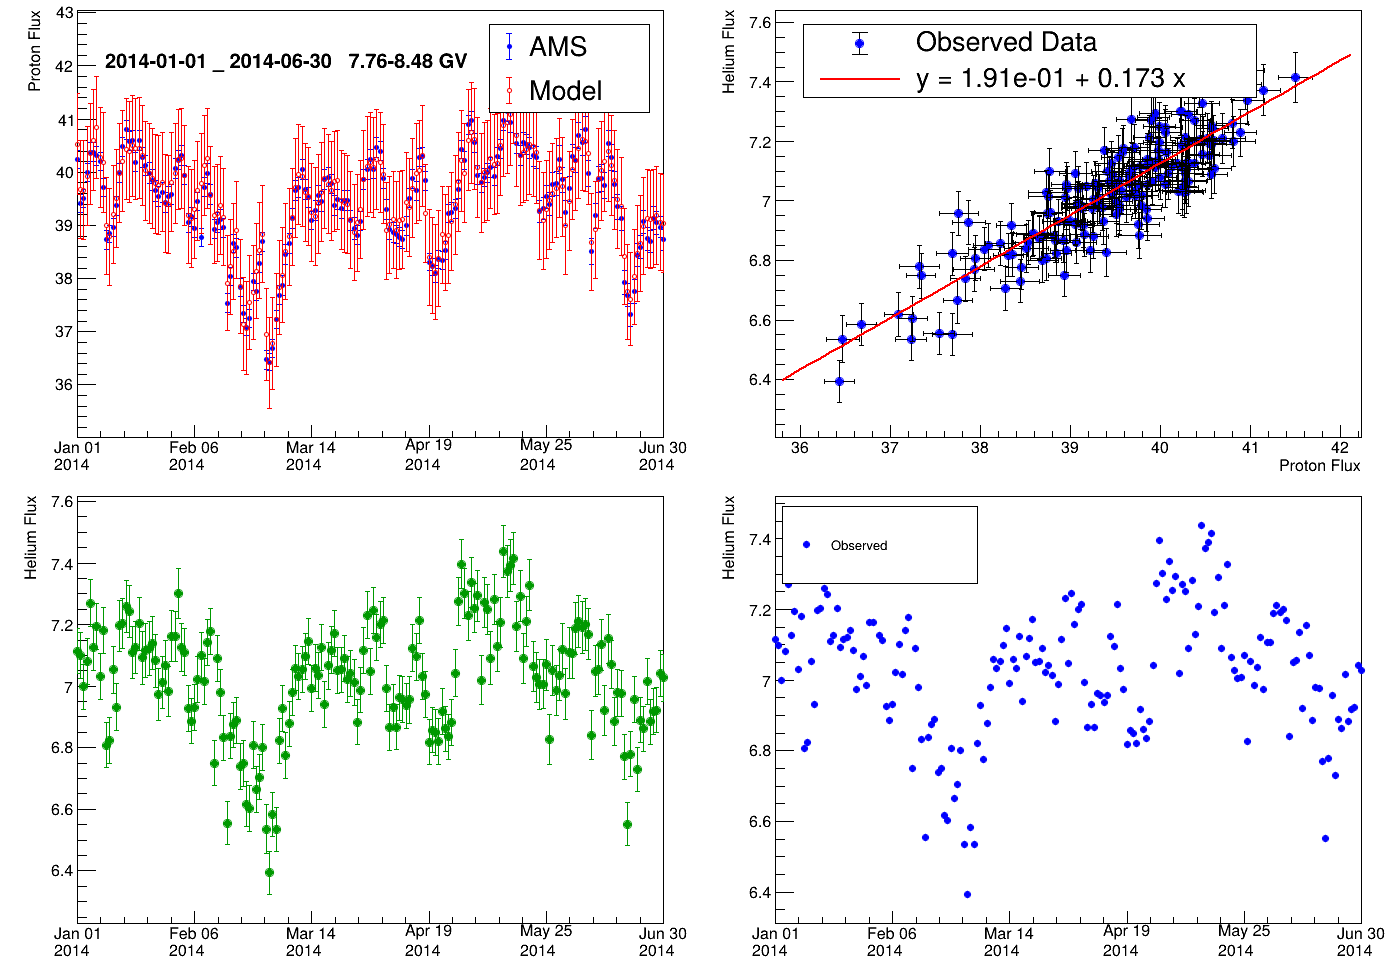 43
42
41
40
39
38
37
36
Proton Flux
2014-01-01 _ 2014-06-30 7.76-8.48 GV
AMS
Model
Jan 01
2014
Feb 06
2014
Mar 14
2014
Apr 19
2014
May 25
2014
Jun 30
2014
7.6
7.4
7.2
7
6.8
6.6
6.4
Helium Flux
Observed Data
y = 1.91e-01 + 0.173 x
36
37
38
39
40
41
42
Proton Flux
7.6
7.4
7.2
7
6.8
6.6
6.4
Helium Flux
Jan 01
2014
Feb 06
2014
Mar 14
2014
Apr 19
2014
May 25
2014
Jun 30
2014
7.4
7.2
7
6.8
6.6
6.4
Helium Flux
Observed
Jan 01
2014
Feb 06
2014
Mar 14
2014
Apr 19
2014
May 25
2014
Jun 30
2014